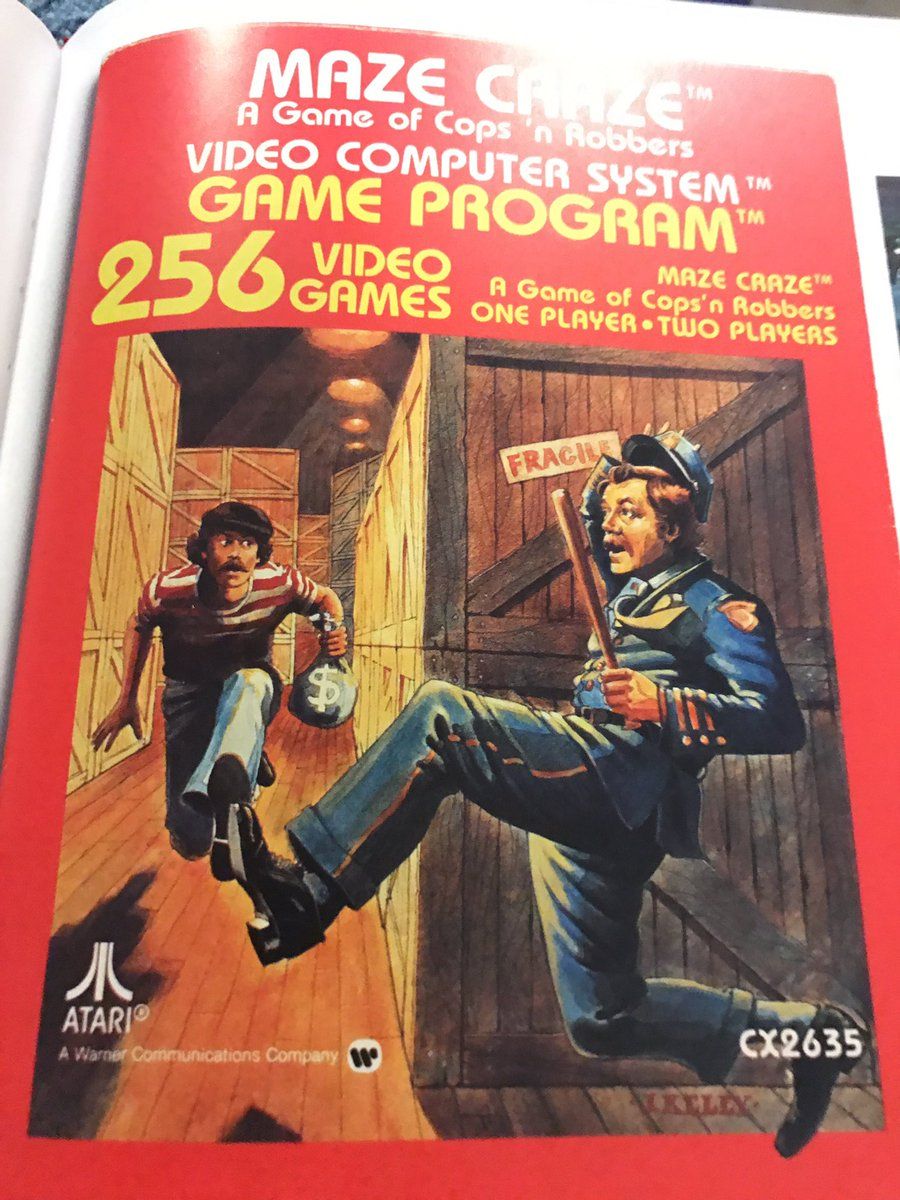 MAZE CRAZE™
A Game of Cops 'n Robbers
VIDEO COMPUTER SYSTEM™
GAME PROGRAM™
256 VIDEO GAMES
MAZE CRAZE™
A Game of Cops 'n Robbers
ONE PLAYER • TWO PLAYERS
FRAGILE
$
ATARI®
A Warner Communications Company
CX2635
J.KELLY